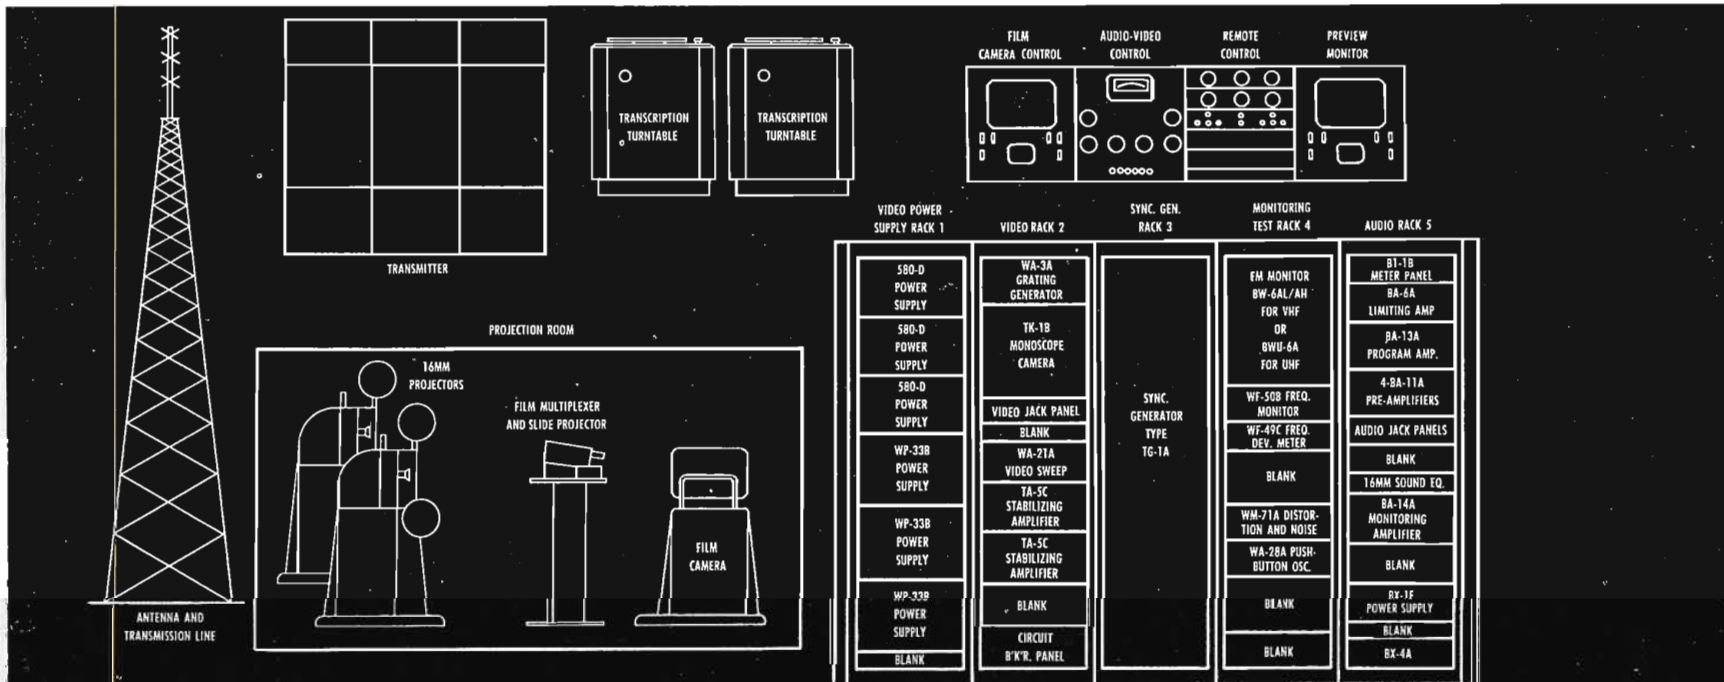 FILM
CAMERA CONTROL
AUDIO-VIDEO
CONTROL
REMOTE
CONTROL
PREVIEW
MONITOR
TRANSCRIPTION
TURNTABLE
TRANSCRIPTION
TURNTABLE
TRANSMITTER
ANTENNA AND
TRANSMISSION LINE
PROJECTION ROOM
16MM
PROJECTORS
FILM MULTIPLEXER
AND SLIDE PROJECTOR
FILM
CAMERA
VIDEO POWER
SUPPLY RACK 1
580-D
POWER
SUPPLY
580-D
POWER
SUPPLY
580-D
POWER
SUPPLY
WP-33B
POWER
SUPPLY
WP-33B
POWER
SUPPLY
WP-33B
POWER
SUPPLY
BLANK
VIDEO RACK 2
WA-3A
GRATING
GENERATOR
TK-1B
MONOSCOPE
CAMERA
VIDEO JACK PANEL
BLANK
WA-21A
VIDEO SWEEP
TA-5C
STABILIZING
AMPLIFIER
TA-5C
STABILIZING
AMPLIFIER
BLANK
CIRCUIT
B'K'R. PANEL
SYNC. GEN.
RACK 3
SYNC.
GENERATOR
TYPE
TG-1A
MONITORING
TEST RACK 4
FM MONITOR
BW-6AL/AH
FOR VHF
OR
BWU-6A
FOR UHF
WF-50B FREQ.
MONITOR
WF-49C FREQ.
DEV. METER
BLANK
WM-71A DISTOR-
TION AND NOISE
WA-28A PUSH-
BUTTON OSC.
BLANK
BLANK
AUDIO RACK 5
BI-1B
METER PANEL
BA-6A
LIMITING AMP
BA-13A
PROGRAM AMP.
4-BA-11A
PRE-AMPLIFIERS
AUDIO JACK PANELS
BLANK
16MM SOUND EQ.
BA-14A
MONITORING
AMPLIFIER
BLANK
BX-1E
POWER SUPPLY
BLANK
BX-4A